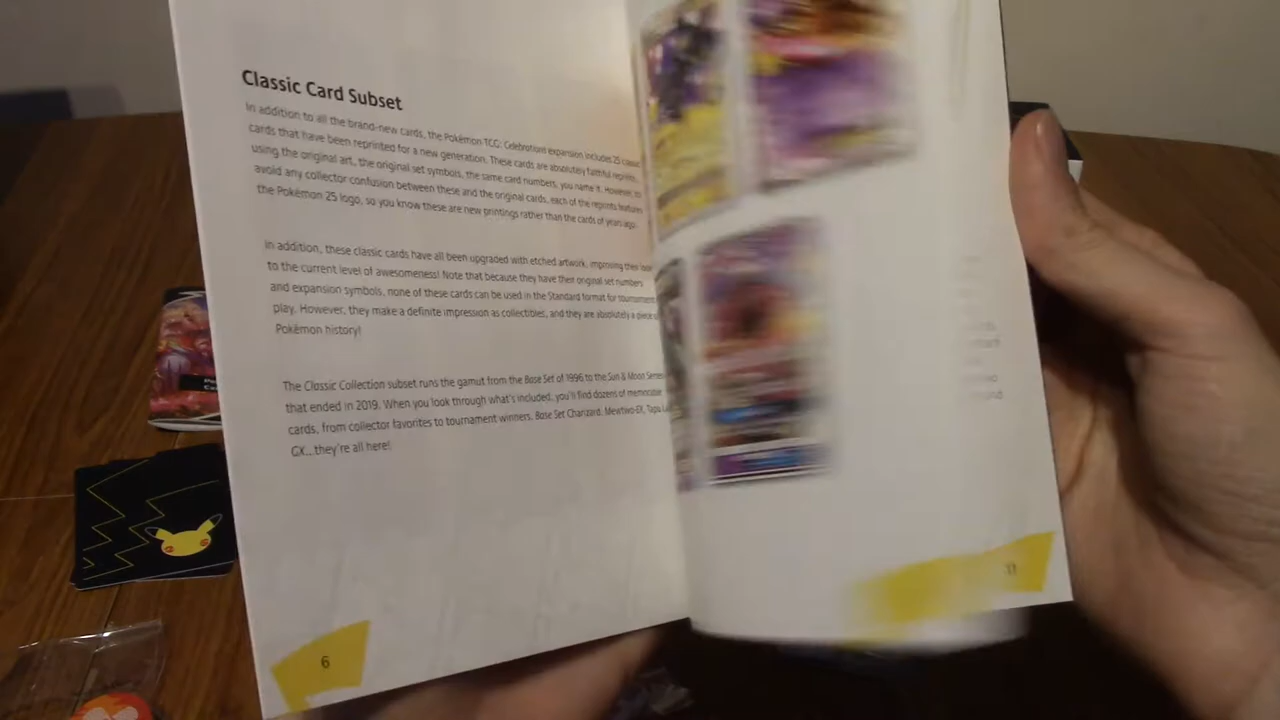 Classic Card Subset
In addition to all the brand-new cards, the Pokémon TCG: Celebrations expansion includes 25 classic
cards that have been reprinted for a new generation. These cards are absolutely faithful reprints,
using the original art, the original set symbols, the same card numbers, you name it. However, to
avoid any collector confusion between these and the original cards, each of the reprints features
the Pokémon 25 logo, so you know these are new printings rather than the cards of years ago.
In addition, these classic cards have all been upgraded with etched artwork, improving their look
to the current level of awesomeness! Note that because they have their original set numbers
and expansion symbols, none of these cards can be used in the Standard format for tournament
play. However, they make a definite impression as collectibles, and they are absolutely a piece of
Pokémon history!
The Classic Collection subset runs the gamut from the Base Set of 1996 to the Sun & Moon Series
that ended in 2019. When you look through what's included, you'll find dozens of memorable
cards, from collector favorites to tournament winners. Base Set Charizard, Mewtwo-EX, Tapu
GX...they're all here!
6